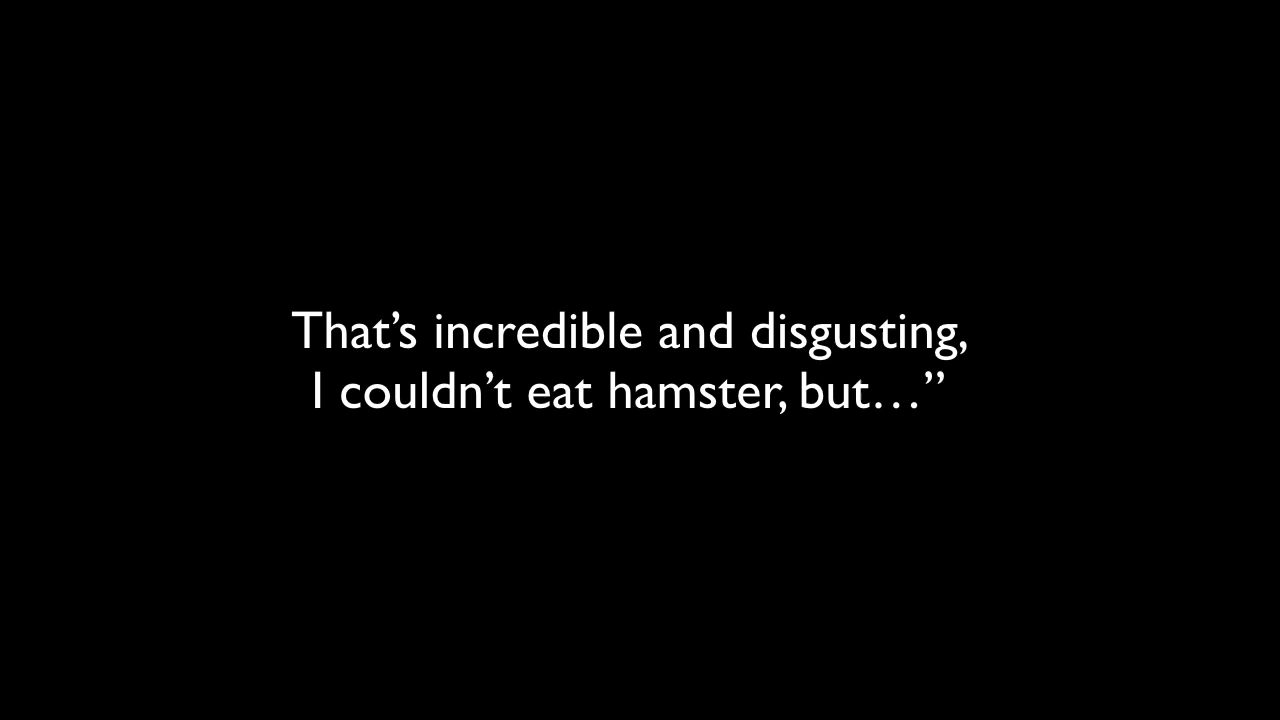 That’s incredible and disgusting,
I couldn’t eat hamster, but…”